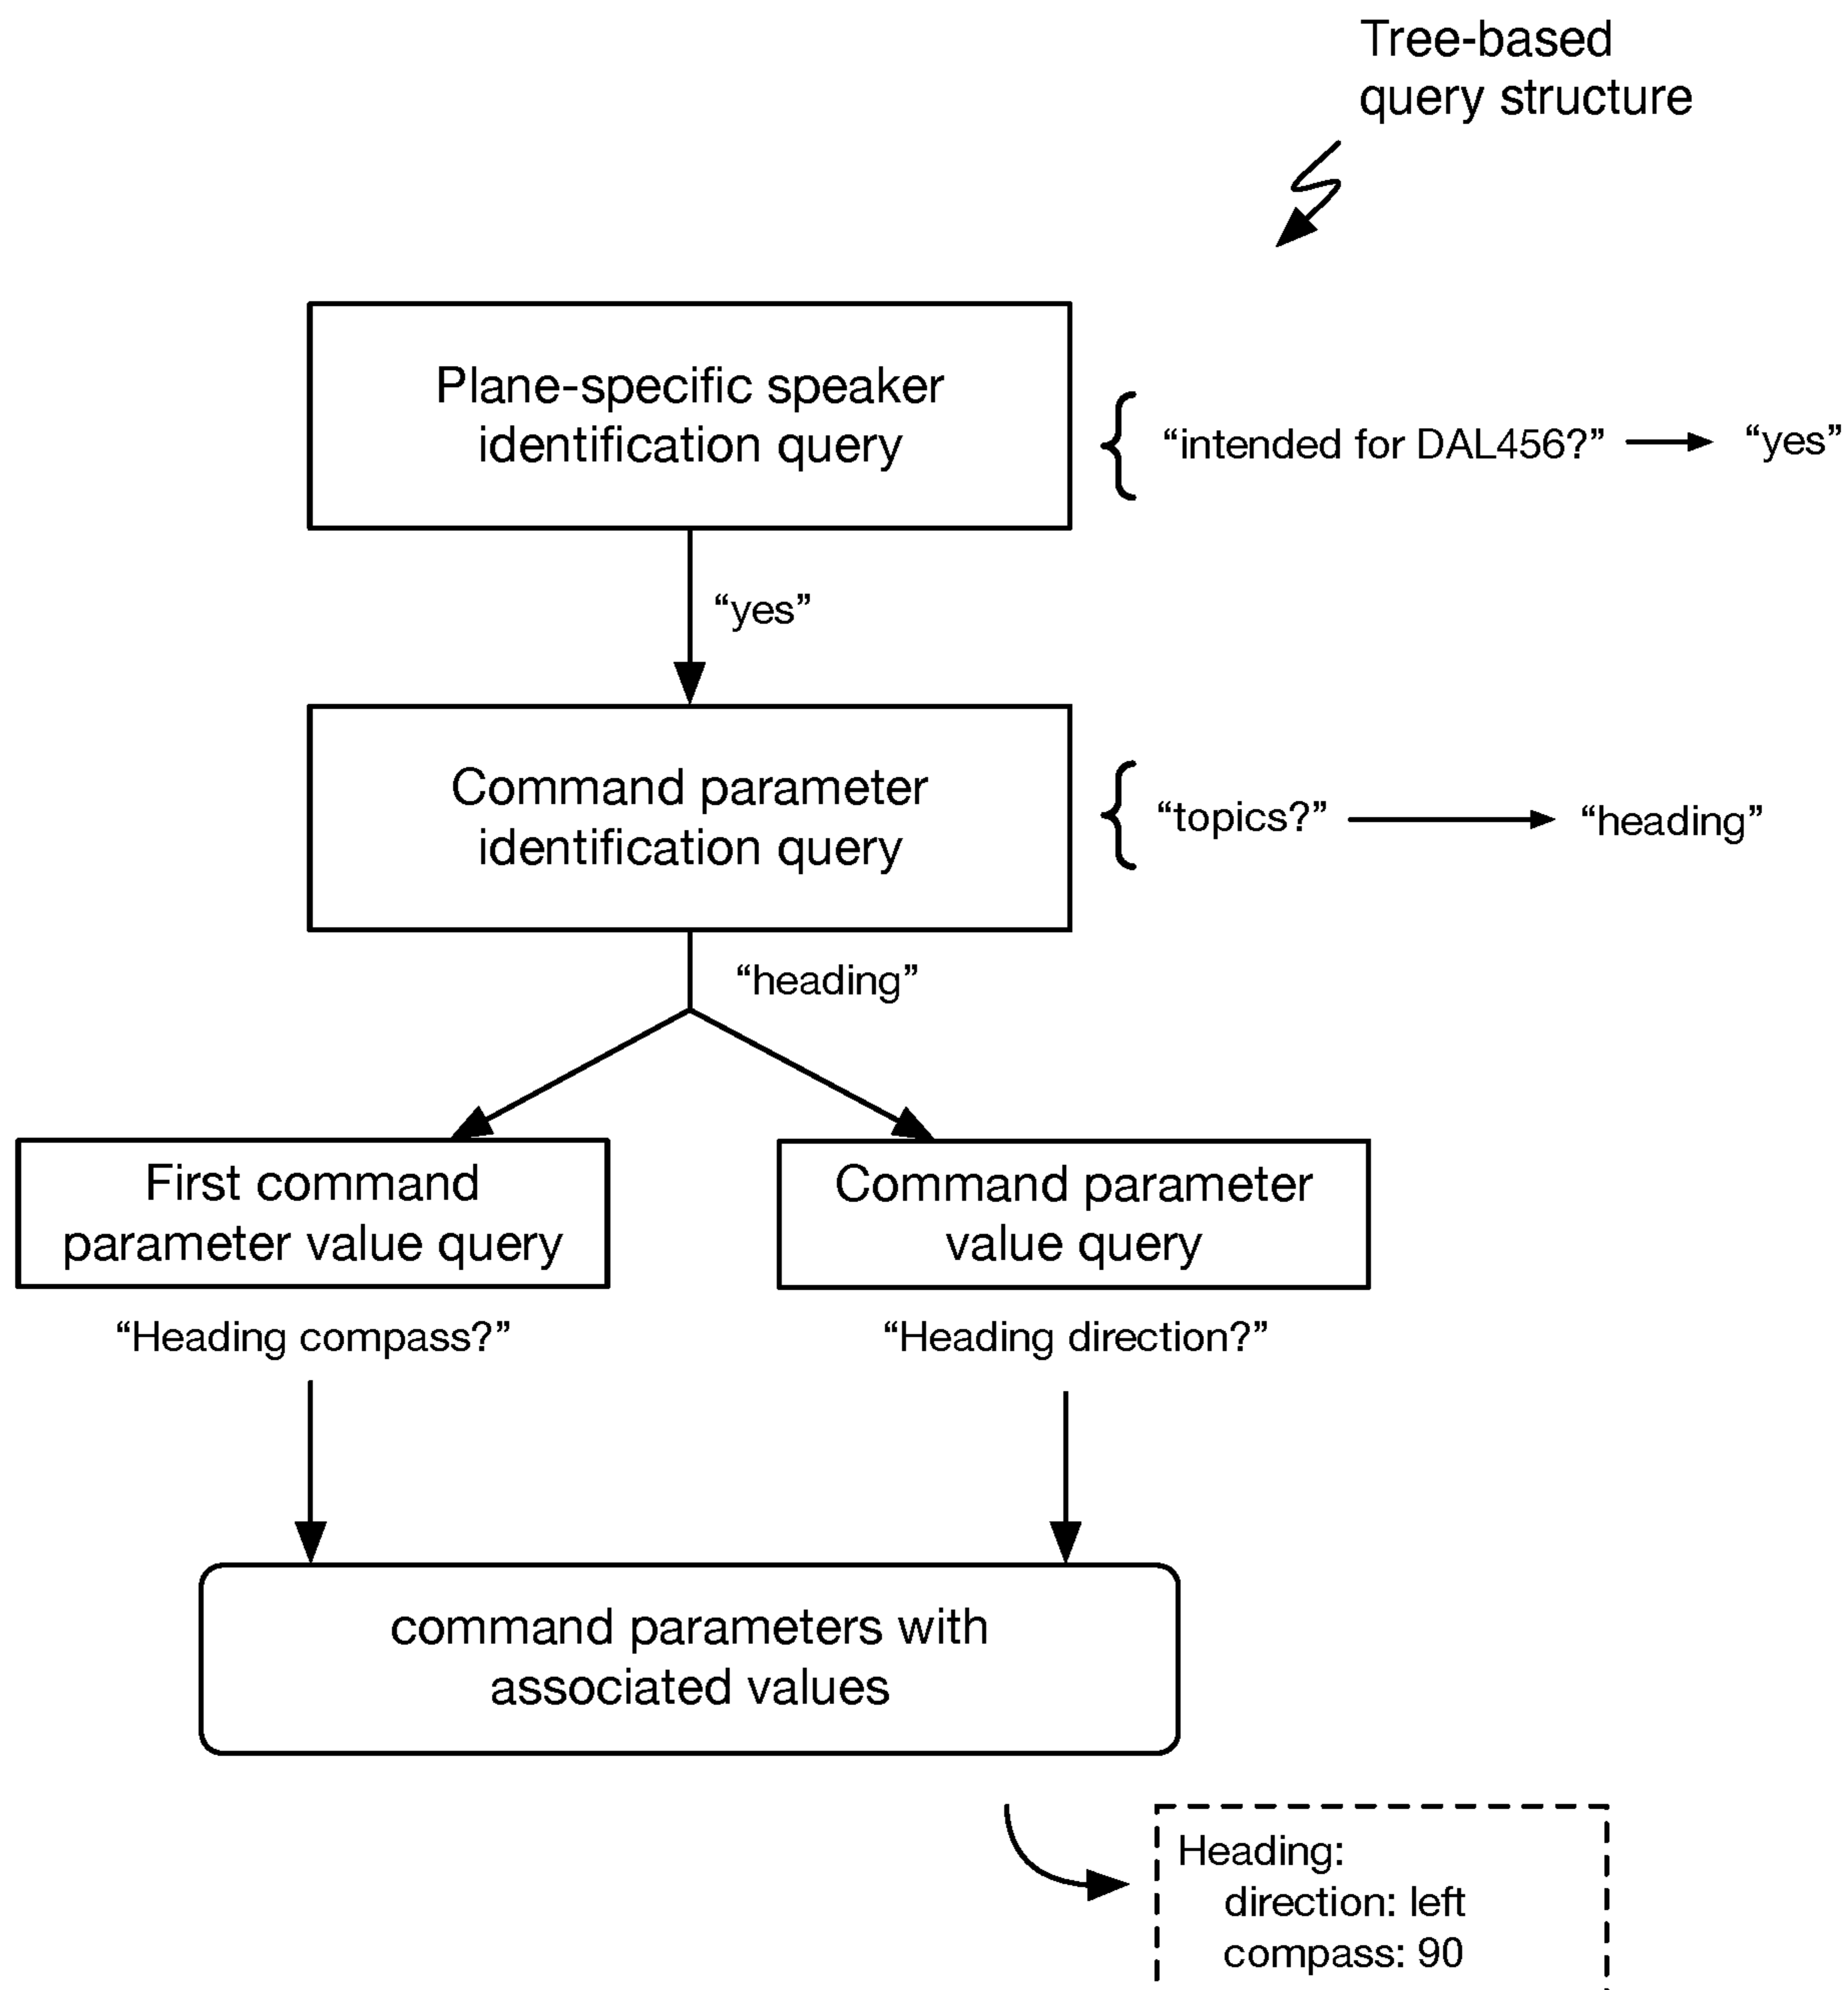 Tree-based
query structure
Plane-specific speaker
identification query
“intended for DAL456?”
“yes”
“yes”
Command parameter
identification query
“topics?”
“heading”
“heading”
First command
parameter value query
Command parameter
value query
“Heading compass?”
“Heading direction?”
command parameters with
associated values
Heading:
direction: left
compass: 90